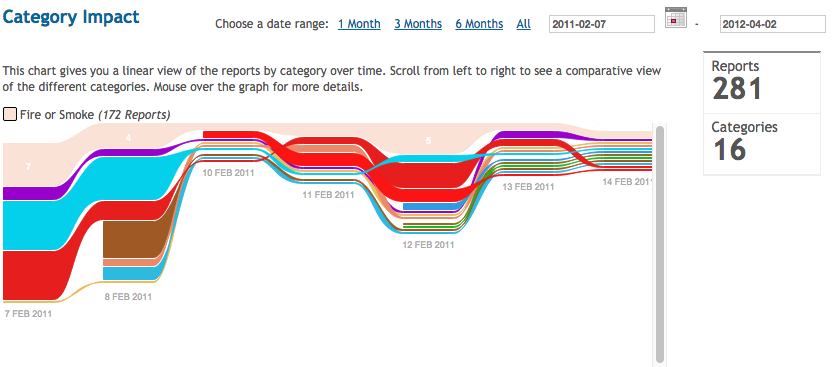 Category Impact
Choose a date range: 1 Month 3 Months 6 Months All 2011-02-07 - 2012-04-02
This chart gives you a linear view of the reports by category over time. Scroll from left to right to see a comparative view
of the different categories. Mouse over the graph for more details.
Reports
281
Categories
16
Fire or Smoke (172 Reports)
7
4
5
7 FEB 2011
8 FEB 2011
10 FEB 2011
11 FEB 2011
12 FEB 2011
13 FEB 2011
14 FEB 201